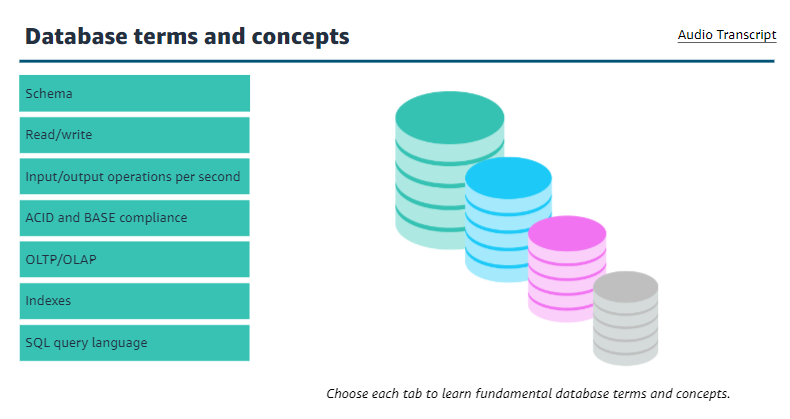 Database terms and concepts
Audio Transcript
Schema
Read/write
Input/output operations per second
ACID and BASE compliance
OLTP/OLAP
Indexes
SQL query language
Choose each tab to learn fundamental database terms and concepts.